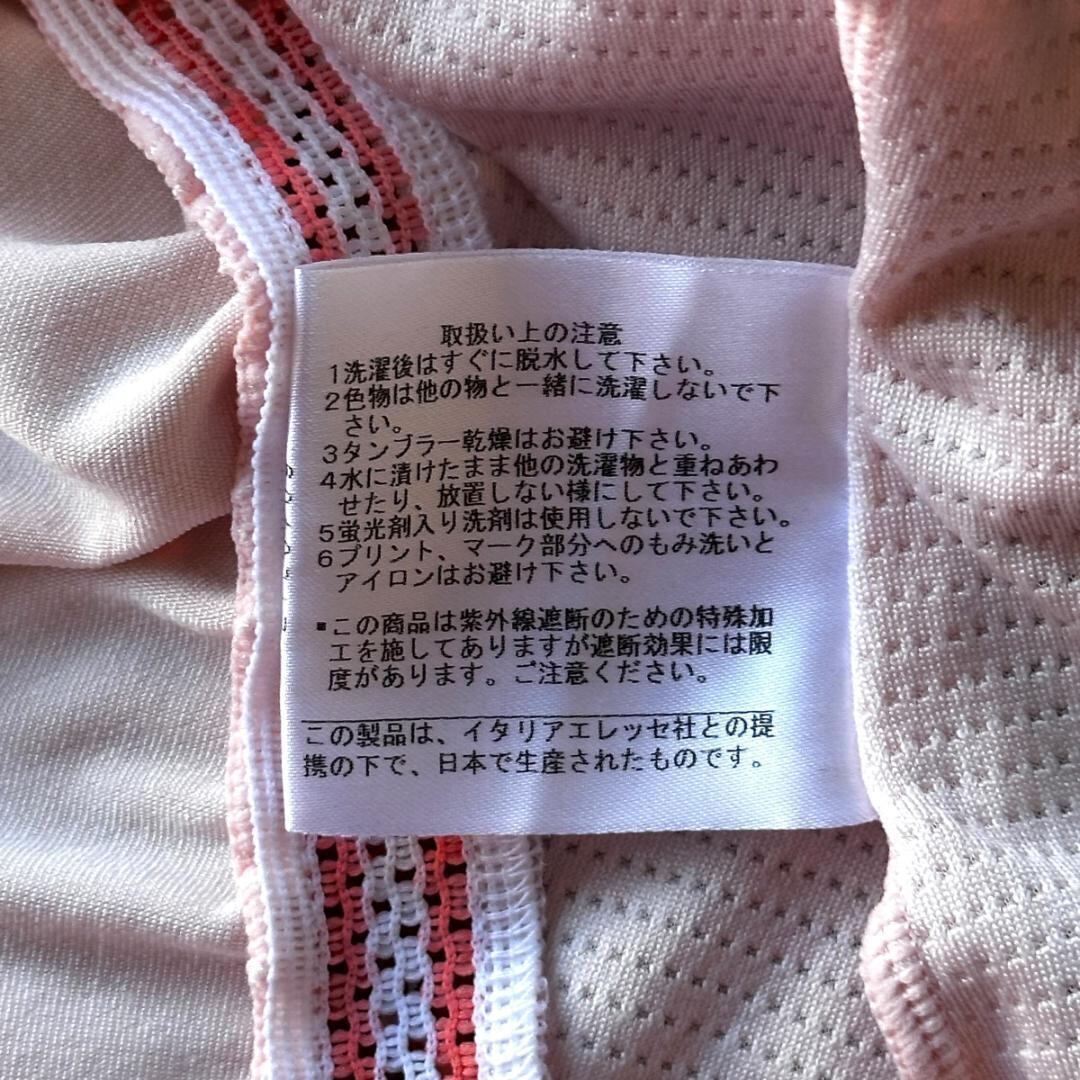 取扱い上の注意
1洗濯後はすぐに脱水して下さい。
2色物は他の物と一緒に洗濯しないで下
さい。
3タンブラー乾燥はお避け下さい。
4水に漬けたまま他の洗濯物と重ねあわ
せたり、放置しない様にして下さい。
5蛍光剤入り洗剤は使用しないで下さい。
6プリント、マーク部分へのもみ洗いと
アイロンはお避け下さい。
▪この商品は紫外線遮断のための特殊加
工を施してありますが遮断効果には限
度があります。ご注意ください。
この製品は、イタリアエレッセ社との提
携の下で、日本で生産されたものです。